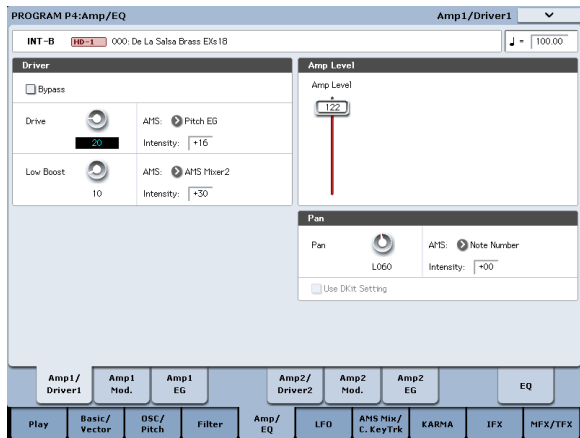 PROGRAM P4:Amp/EQ
Amp1/Driver1
INT-B HD-1 000: De La Salsa Brass EXs18
♩ = 100.00
Driver
Bypass
Drive
20
AMS: Pitch EG
Intensity: +16
Low Boost
10
AMS: AMS Mixer2
Intensity: +30
Amp Level
Amp Level
122
Pan
Pan
L060
AMS: Note Number
Intensity: +00
Use DKit Setting
Amp1/
Driver1
Amp1
Mod.
Amp1
EG
Amp2/
Driver2
Amp2
Mod.
Amp2
EG
EQ
Play
Basic/
Vector
OSC/
Pitch
Filter
Amp/
EQ
LFO
AMS Mix/
C. KeyTrk
KARMA
IFX
MFX/TFX